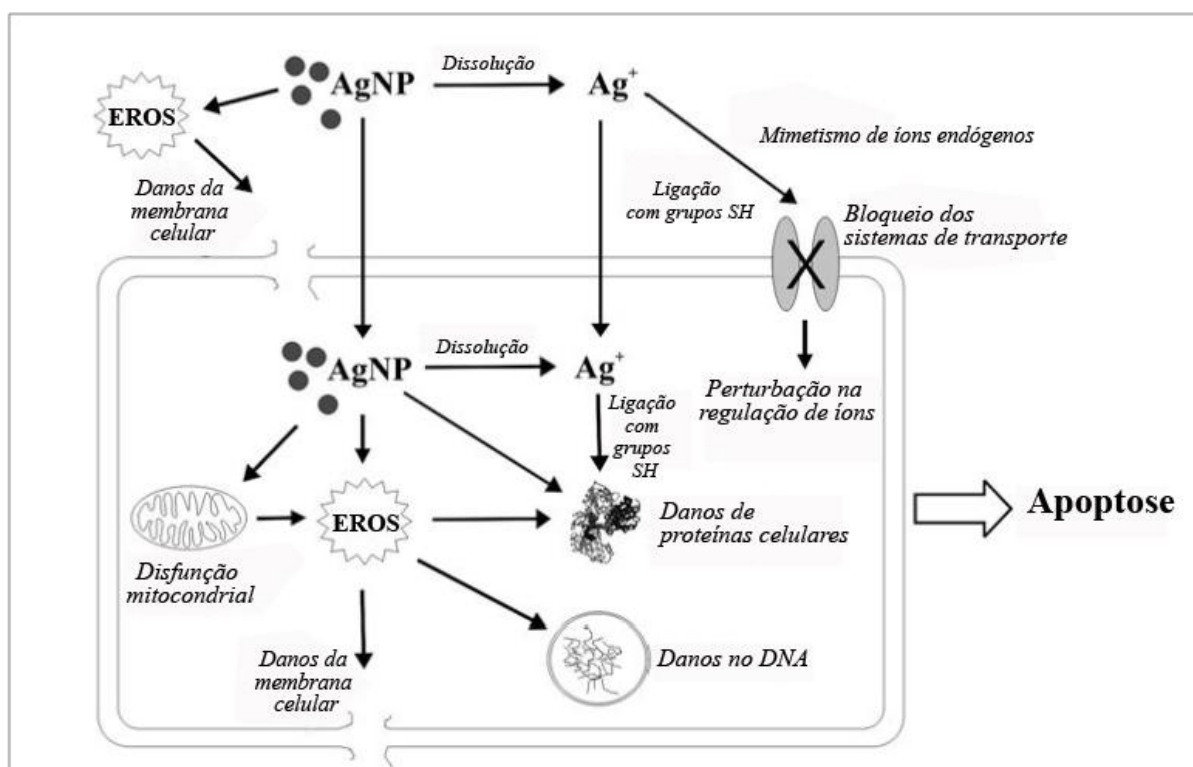 Dissolução
AgNP
Ag⁺
EROS
Mimetismo de íons endógenos
Danos da
membrana
celular
Ligação
com grupos SH
Bloqueio dos
sistemas de transporte
Dissolução
AgNP
Ag⁺
Perturbação na
regulação de íons
Ligação
com
grupos
SH
EROS
Danos de
proteínas celulares
Apoptose
Disfunção
mitocondrial
Danos da
membrana
celular
Danos no DNA